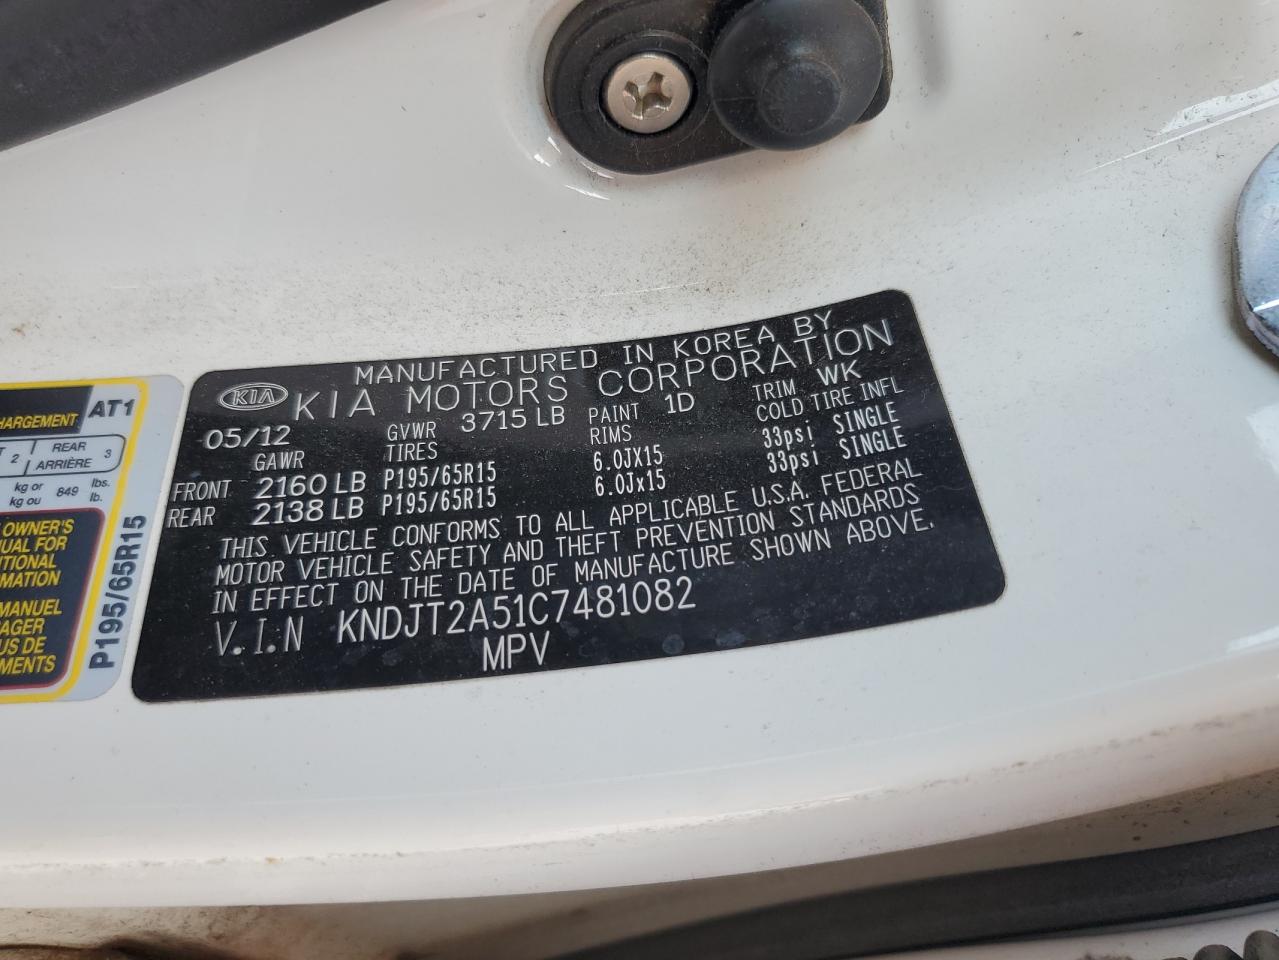 HARGEMENT AT1
T 2 REAR 3
ARRIÈRE
kg or 849 lbs.
kg ou lb.
OWNER'S
UAL FOR
ITIONAL
MATION
MANUEL
AGER
US DE
MENTS
P195/65R15
MANUFACTURED IN KOREA BY
KIA KIA MOTORS CORPORATION
05/12 GVWR 3715 LB PAINT 1D TRIM WK
GAWR TIRES RIMS COLD TIRE INFL
FRONT 2160 LB P195/65R15 6.0JX15 33psi SINGLE
REAR 2138 LB P195/65R15 6.0Jx15 33psi SINGLE
THIS VEHICLE CONFORMS TO ALL APPLICABLE U.S.A. FEDERAL
MOTOR VEHICLE SAFETY AND THEFT PREVENTION STANDARDS
IN EFFECT ON THE DATE OF MANUFACTURE SHOWN ABOVE.
V.I.N KNDJT2A51C7481082
MPV